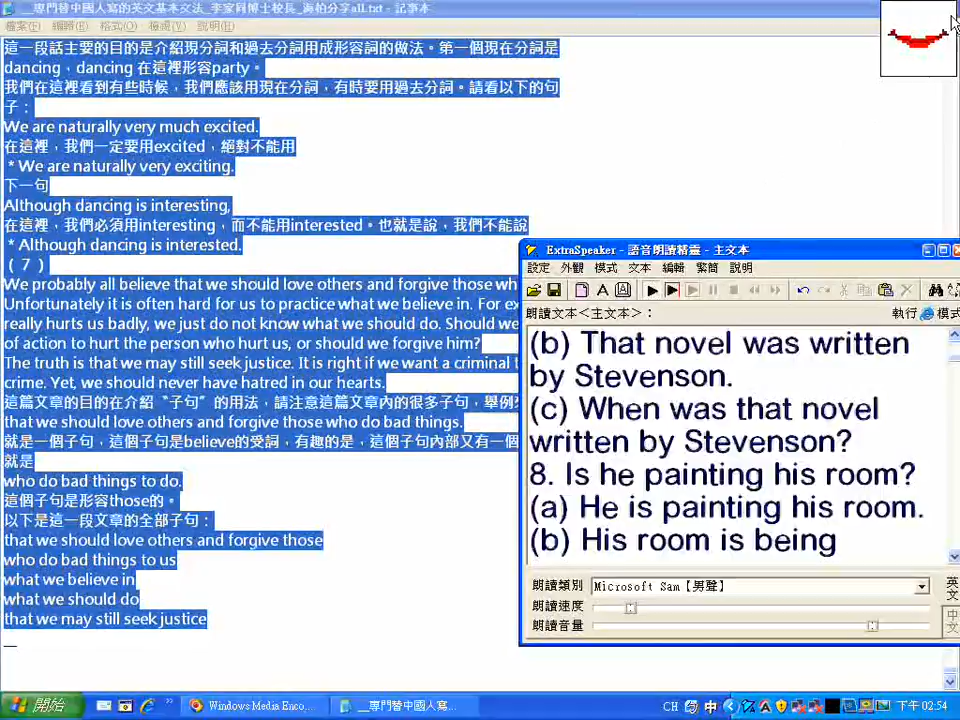 __專門替中國人寫的英文基本文法_李家同博士校長_海柏分享all.txt - 記事本
檔案(F) 編輯(E) 格式(O) 檢視(V) 說明(H)
這一段話主要的目的是介紹現分詞和過去分詞用成形容詞的做法。第一個現在分詞是
dancing，dancing 在這裡形容party。
我們在這裡看到有些時候，我們應該用現在分詞，有時要用過去分詞。請看以下的句
子：
We are naturally very much excited.
在這裡，我們一定要用excited，絕對不能用
* We are naturally very exciting.
下一句
Although dancing is interesting,
在這裡，我們必須用interesting，而不能用interested。也就是說，我們不能說
* Although dancing is interested.
（７）
We probably all believe that we should love others and forgive those wh
Unfortunately it is often hard for us to practice what we believe in. For ex
really hurts us badly, we just do not know what we should do. Should we
of action to hurt the person who hurt us, or should we forgive him?
The truth is that we may still seek justice. It is right if we want a criminal t
crime. Yet, we should never have hatred in our hearts.
這篇文章的目的在介紹“子句”的用法，請注意這篇文章內的很多子句，舉例來
that we should love others and forgive those who do bad things.
就是一個子句，這個子句是believe的受詞，有趣的是，這個子句內部又有一個
就是
who do bad things to do.
這個子句是形容those的。
以下是這一段文章的全部子句：
that we should love others and forgive those
who do bad things to us
what we believe in
what we should do
that we may still seek justice
ExtraSpeaker - 語音朗讀精靈 - 主文本
設定 外觀 模式 文本 編輯 繁簡 說明
朗讀文本<主文本>： 執行 模式
(b) That novel was written
by Stevenson.
(c) When was that novel
written by Stevenson?
8. Is he painting his room?
(a) He is painting his room.
(b) His room is being
朗讀類別 Microsoft Sam【男聲】 英文
朗讀速度
朗讀音量 中文
開始 Windows Media Enco... __專門替中國人寫... CH 中 下午 02:54